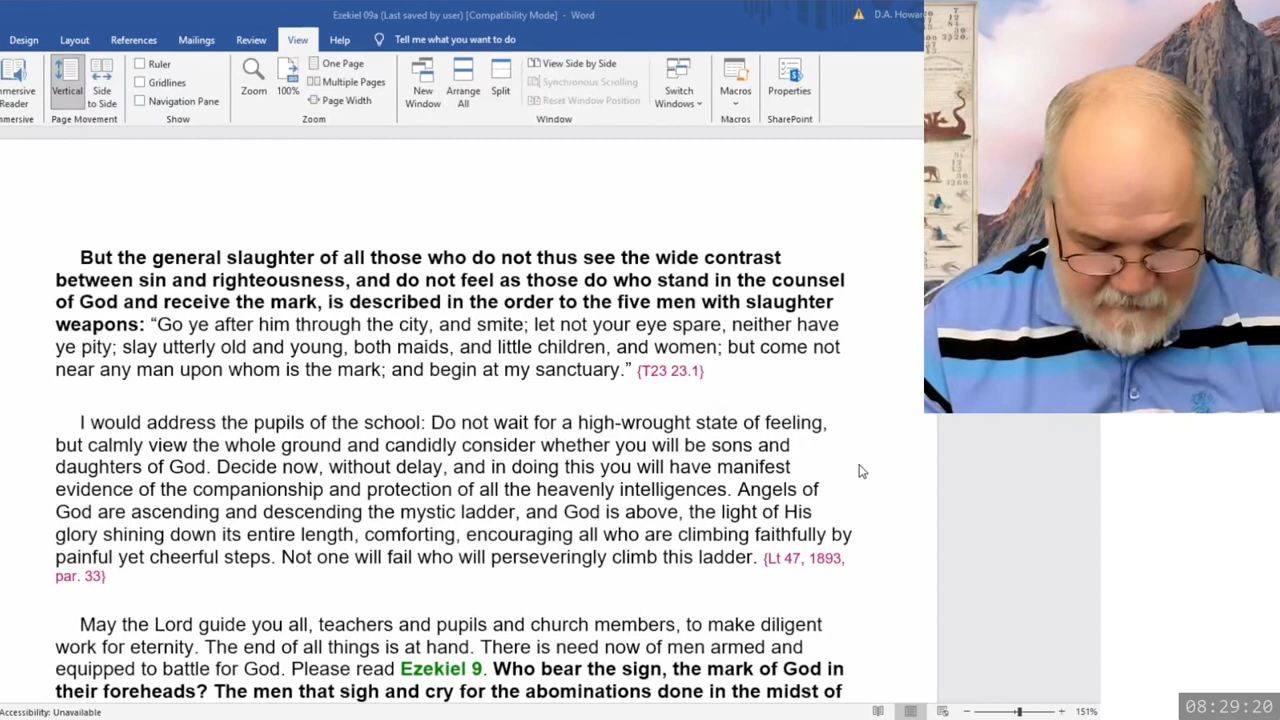 Ezekiel 09a (Last saved by user) [Compatibility Mode] - Word
D.A. Howar
Design Layout References Mailings Review View Help Tell me what you want to do
mmersive Reader
Vertical
Side to Side
Ruler
Gridlines
Navigation Pane
Zoom
100%
One Page
Multiple Pages
Page Width
New Window
Arrange All
Split
View Side by Side
Synchronous Scrolling
Reset Window Position
Switch Windows
Macros
Properties
mmersive Page Movement Show Zoom Window Macros SharePoint
But the general slaughter of all those who do not thus see the wide contrast
between sin and righteousness, and do not feel as those do who stand in the counsel
of God and receive the mark, is described in the order to the five men with slaughter
weapons: “Go ye after him through the city, and smite; let not your eye spare, neither have
ye pity; slay utterly old and young, both maids, and little children, and women; but come not
near any man upon whom is the mark; and begin at my sanctuary.” {T23 23.1}
I would address the pupils of the school: Do not wait for a high-wrought state of feeling,
but calmly view the whole ground and candidly consider whether you will be sons and
daughters of God. Decide now, without delay, and in doing this you will have manifest
evidence of the companionship and protection of all the heavenly intelligences. Angels of
God are ascending and descending the mystic ladder, and God is above, the light of His
glory shining down its entire length, comforting, encouraging all who are climbing faithfully by
painful yet cheerful steps. Not one will fail who will perseveringly climb this ladder. {Lt 47, 1893,
par. 33}
May the Lord guide you all, teachers and pupils and church members, to make diligent
work for eternity. The end of all things is at hand. There is need now of men armed and
equipped to battle for God. Please read Ezekiel 9. Who bear the sign, the mark of God in
their foreheads? The men that sigh and cry for the abominations done in the midst of
Accessibility: Unavailable
151%
08:29:20